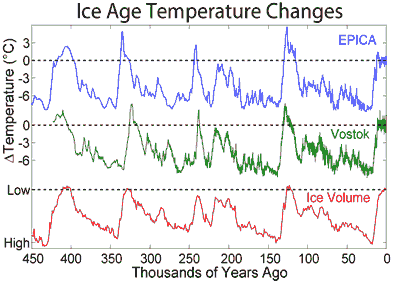 Ice Age Temperature Changes
EPICA
3
0
-3
-6
ΔTemperature (°C)
Vostok
3
0
-3
-6
Low
Ice Volume
High
450 400 350 300 250 200 150 100 50 0
Thousands of Years Ago